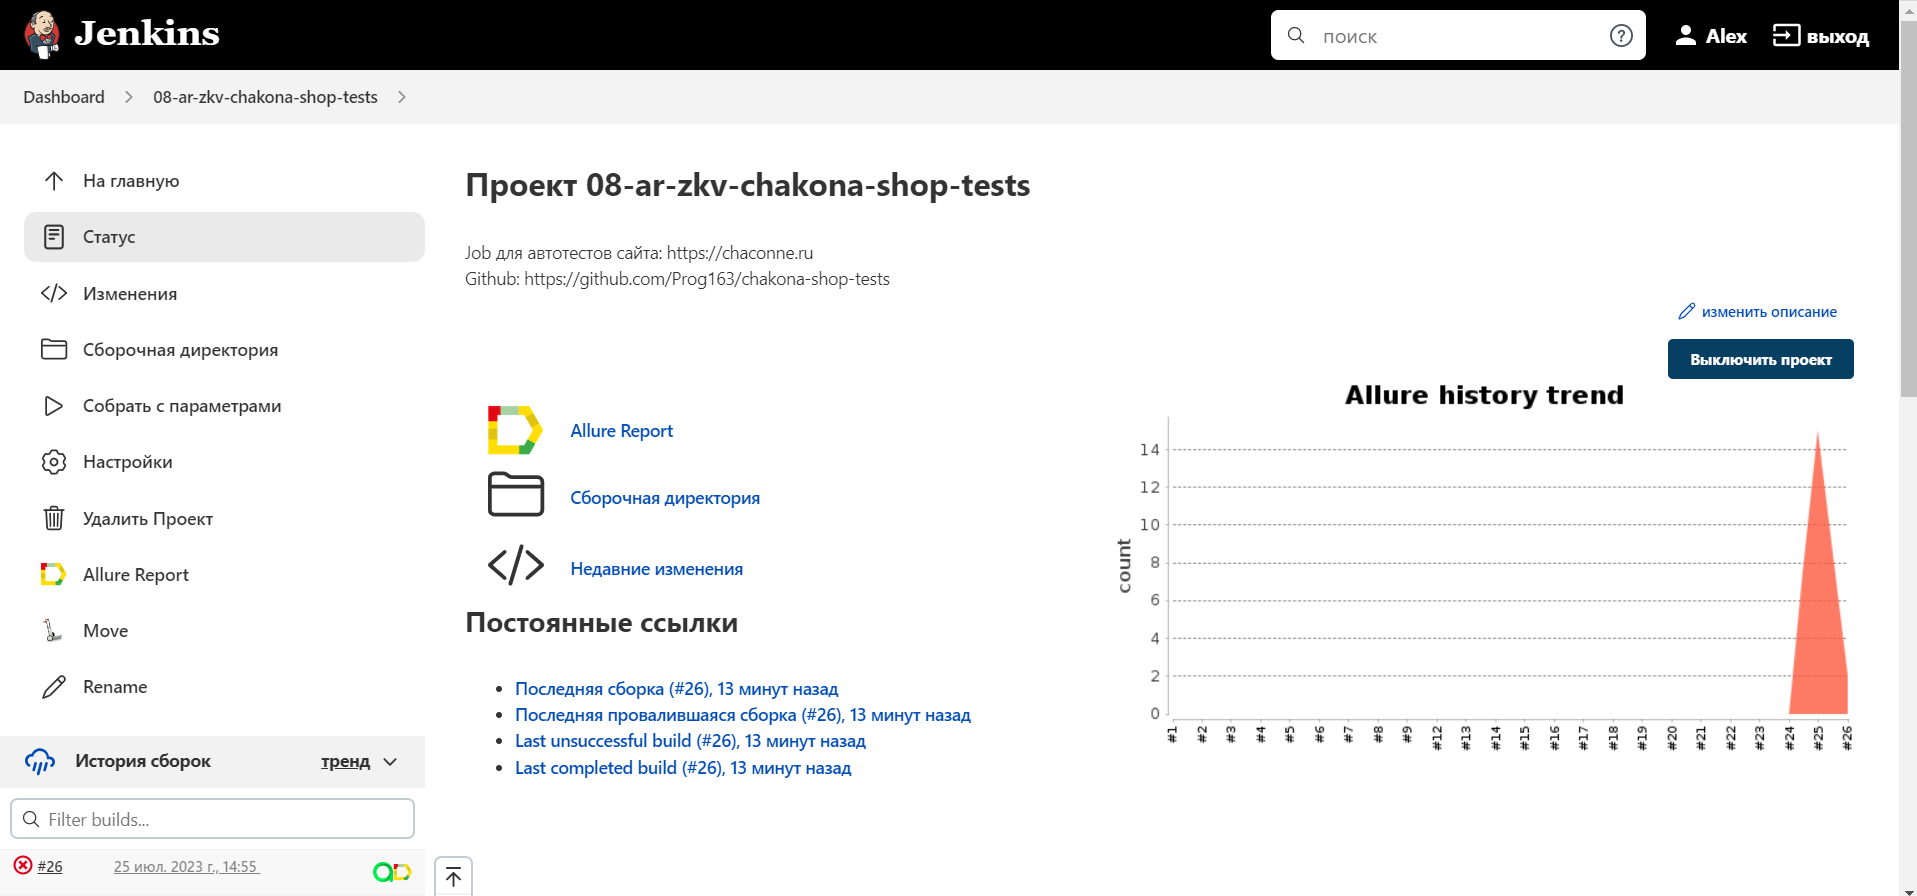 Jenkins
поиск
Alex
выход
Dashboard
08-ar-zkv-chakona-shop-tests
На главную
Статус
Изменения
Сборочная директория
Собрать с параметрами
Настройки
Удалить Проект
Allure Report
Move
Rename
История сборок
тренд
Filter builds...
#26
25 июл. 2023 г., 14:55
Проект 08-ar-zkv-chakona-shop-tests
Job для автотестов сайта: https://chaconne.ru
Github: https://github.com/Prog163/chakona-shop-tests
изменить описание
Выключить проект
Allure Report
Сборочная директория
Недавние изменения
Постоянные ссылки
Последняя сборка (#26), 13 минут назад
Последняя провалившаяся сборка (#26), 13 минут назад
Last unsuccessful build (#26), 13 минут назад
Last completed build (#26), 13 минут назад
Allure history trend
count
14
12
10
8
6
4
2
0
#1
#2
#3
#4
#5
#6
#7
#8
#9
#12
#13
#14
#15
#16
#17
#18
#19
#20
#21
#22
#23
#24
#25
#26